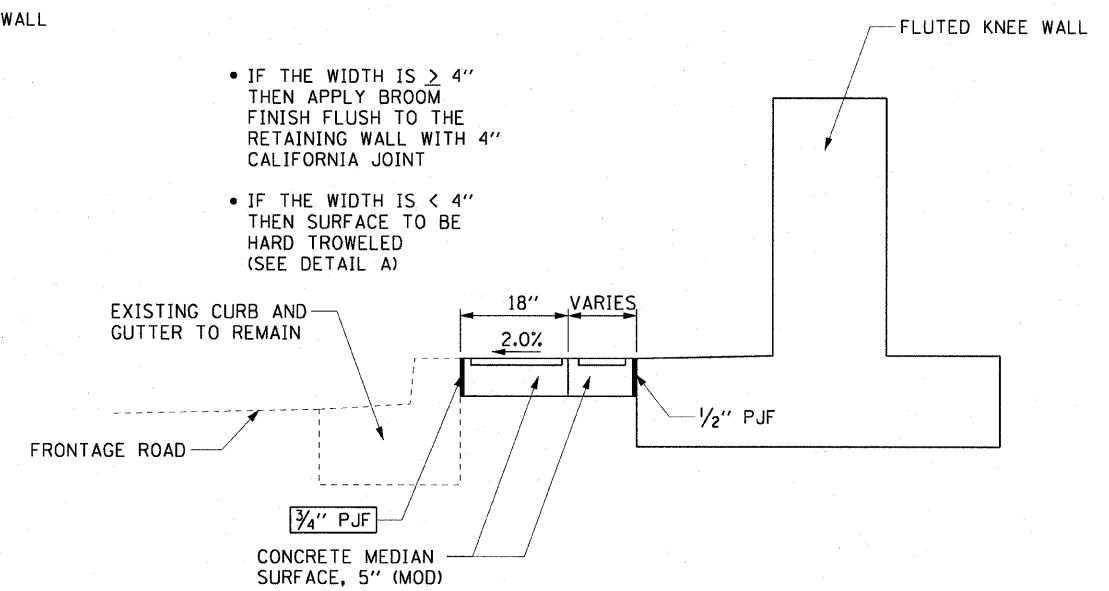 WALL
FLUTED KNEE WALL
• IF THE WIDTH IS ≥ 4"
THEN APPLY BROOM
FINISH FLUSH TO THE
RETAINING WALL WITH 4"
CALIFORNIA JOINT
• IF THE WIDTH IS < 4"
THEN SURFACE TO BE
HARD TROWELED
(SEE DETAIL A)
EXISTING CURB AND
GUTTER TO REMAIN
18"
VARIES
2.0%
1/2" PJF
FRONTAGE ROAD
3/4" PJF
CONCRETE MEDIAN
SURFACE, 5" (MOD)